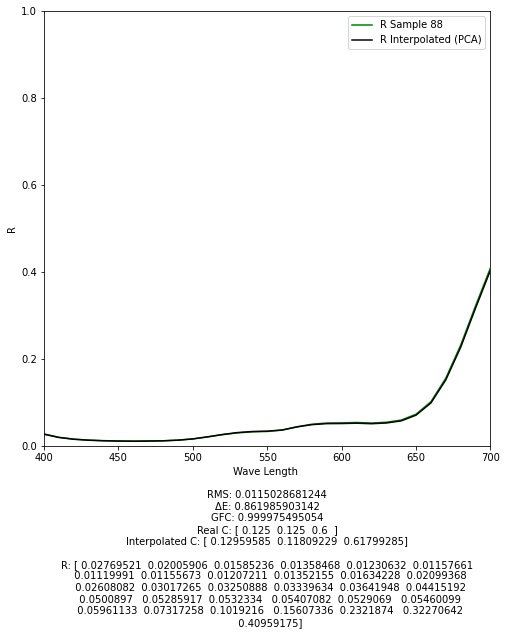 1.0
R Sample 88
R Interpolated (PCA)
0.8
0.6
R
0.4
0.2
0.0
400 450 500 550 600 650 700
Wave Length
RMS: 0.0115028681244
ΔE: 0.861985903142
GFC: 0.999975495054
Real C: [ 0.125 0.125 0.6 ]
Interpolated C: [ 0.12959585 0.11809229 0.61799285]
R: [ 0.02769521 0.02005906 0.01585236 0.01358468 0.01230632 0.01157661
0.01119991 0.01155673 0.01207211 0.01352155 0.01634228 0.02099368
0.02608082 0.03017265 0.03250888 0.03339634 0.03641948 0.04415192
0.0500897 0.05285917 0.0532334 0.05407082 0.0529069 0.05460099
0.05961133 0.07317258 0.1019216 0.15607336 0.2321874 0.32270642
0.40959175]